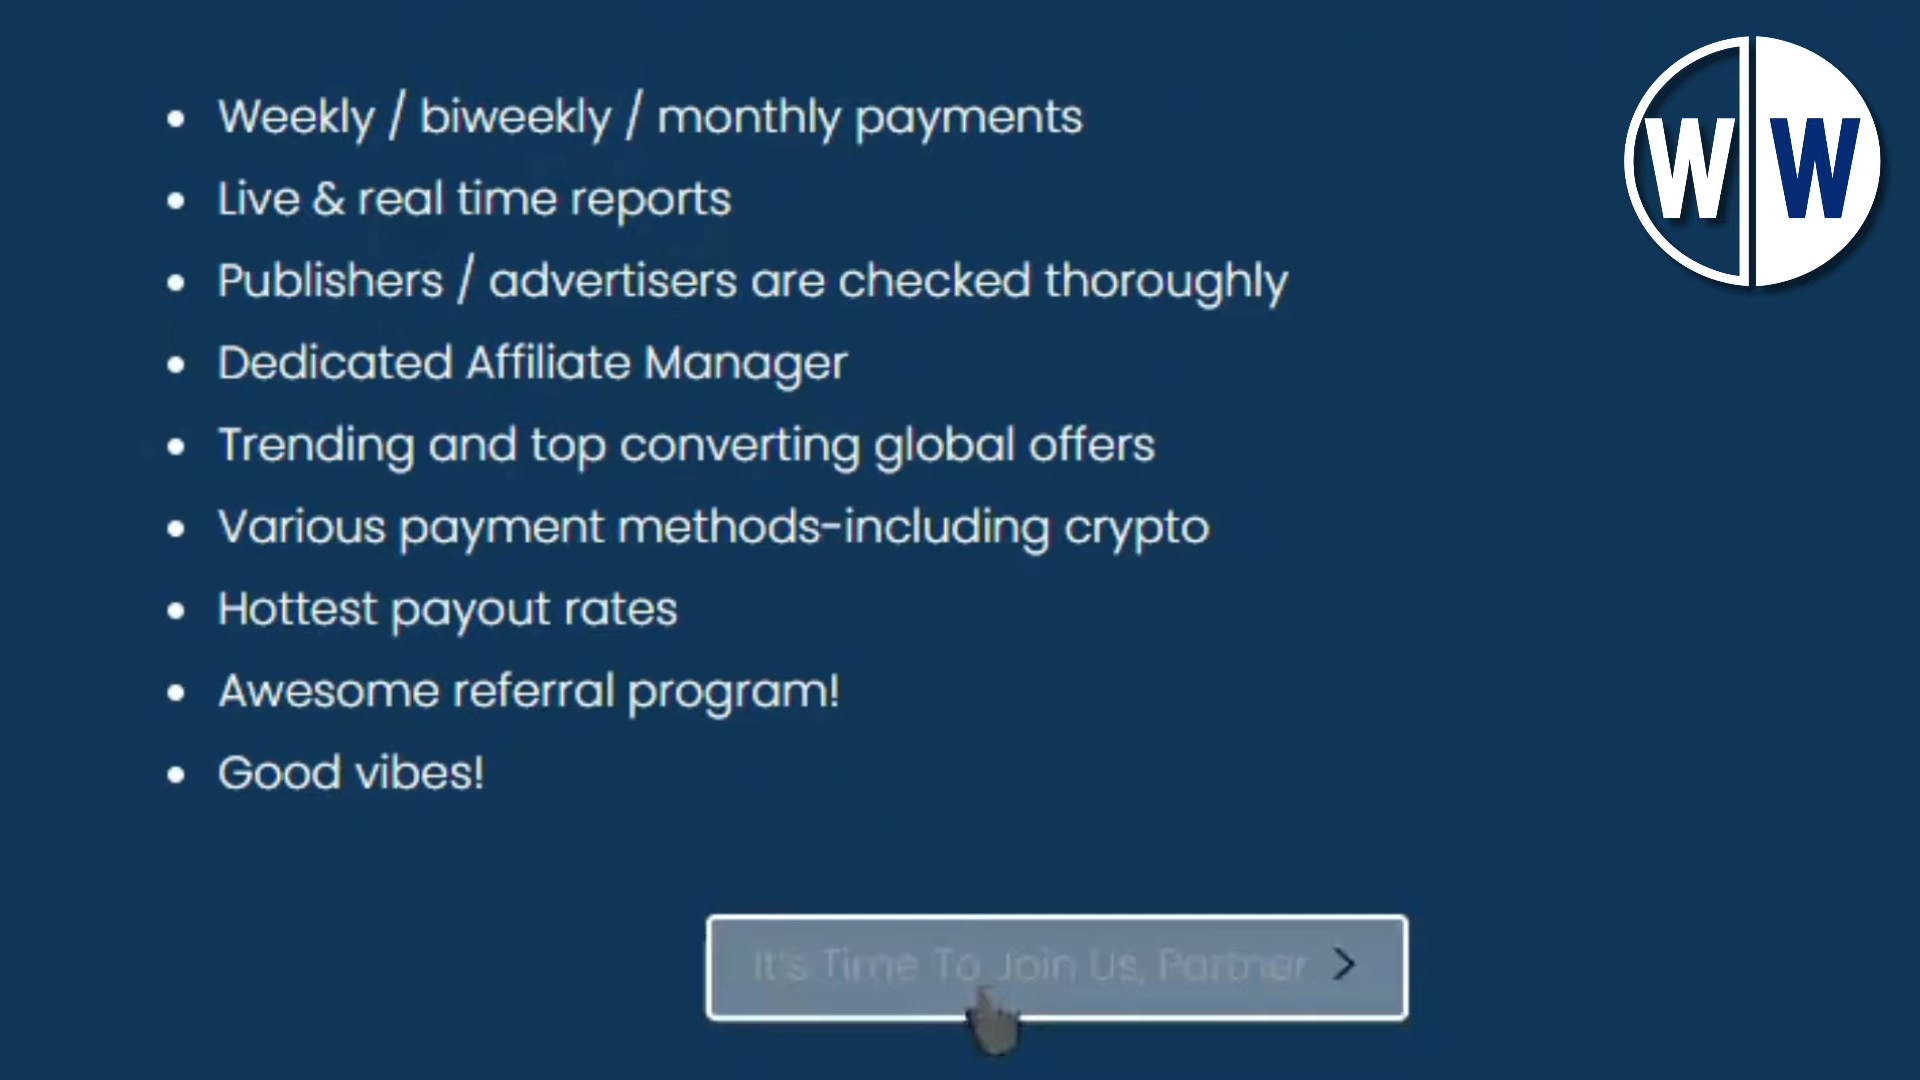 W W
Weekly / biweekly / monthly payments
Live & real time reports
Publishers / advertisers are checked thoroughly
Dedicated Affiliate Manager
Trending and top converting global offers
Various payment methods-including crypto
Hottest payout rates
Awesome referral program!
Good vibes!
It's Time To Join Us, Partner